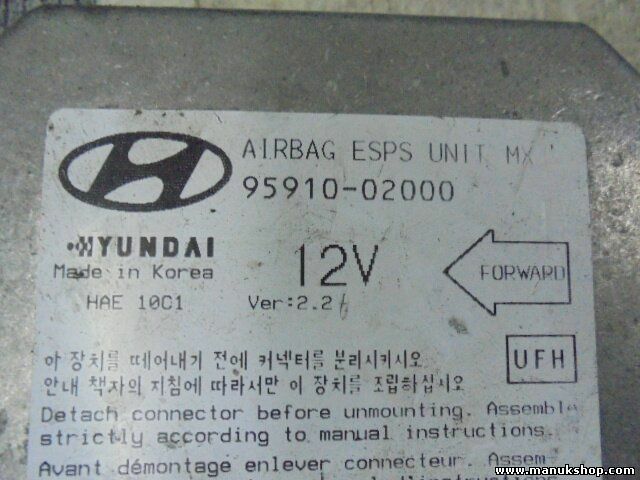 AIRBAG ESPS UNIT MX
95910-02000
HYUNDAI
12V
FORWARD
Made in Korea
HAE 10C1
Ver:2.2
UFH
아 장치를 떼어내기 전에 커넥터를 분리시키시오
안내 책자의 지침에 따라서만 이 장치를 조립하십시오
Detach connector before unmounting. Assemble
strictly according to manual instructions.
Avant démontage enlever connecteur. Assem-
www.manukshop.com